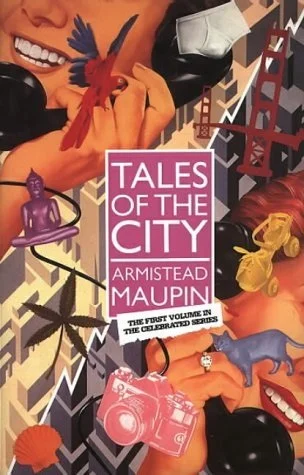 TALES
OF THE
CITY
ARMISTEAD
MAUPIN
THE FIRST VOLUME IN
THE CELEBRATED SERIES